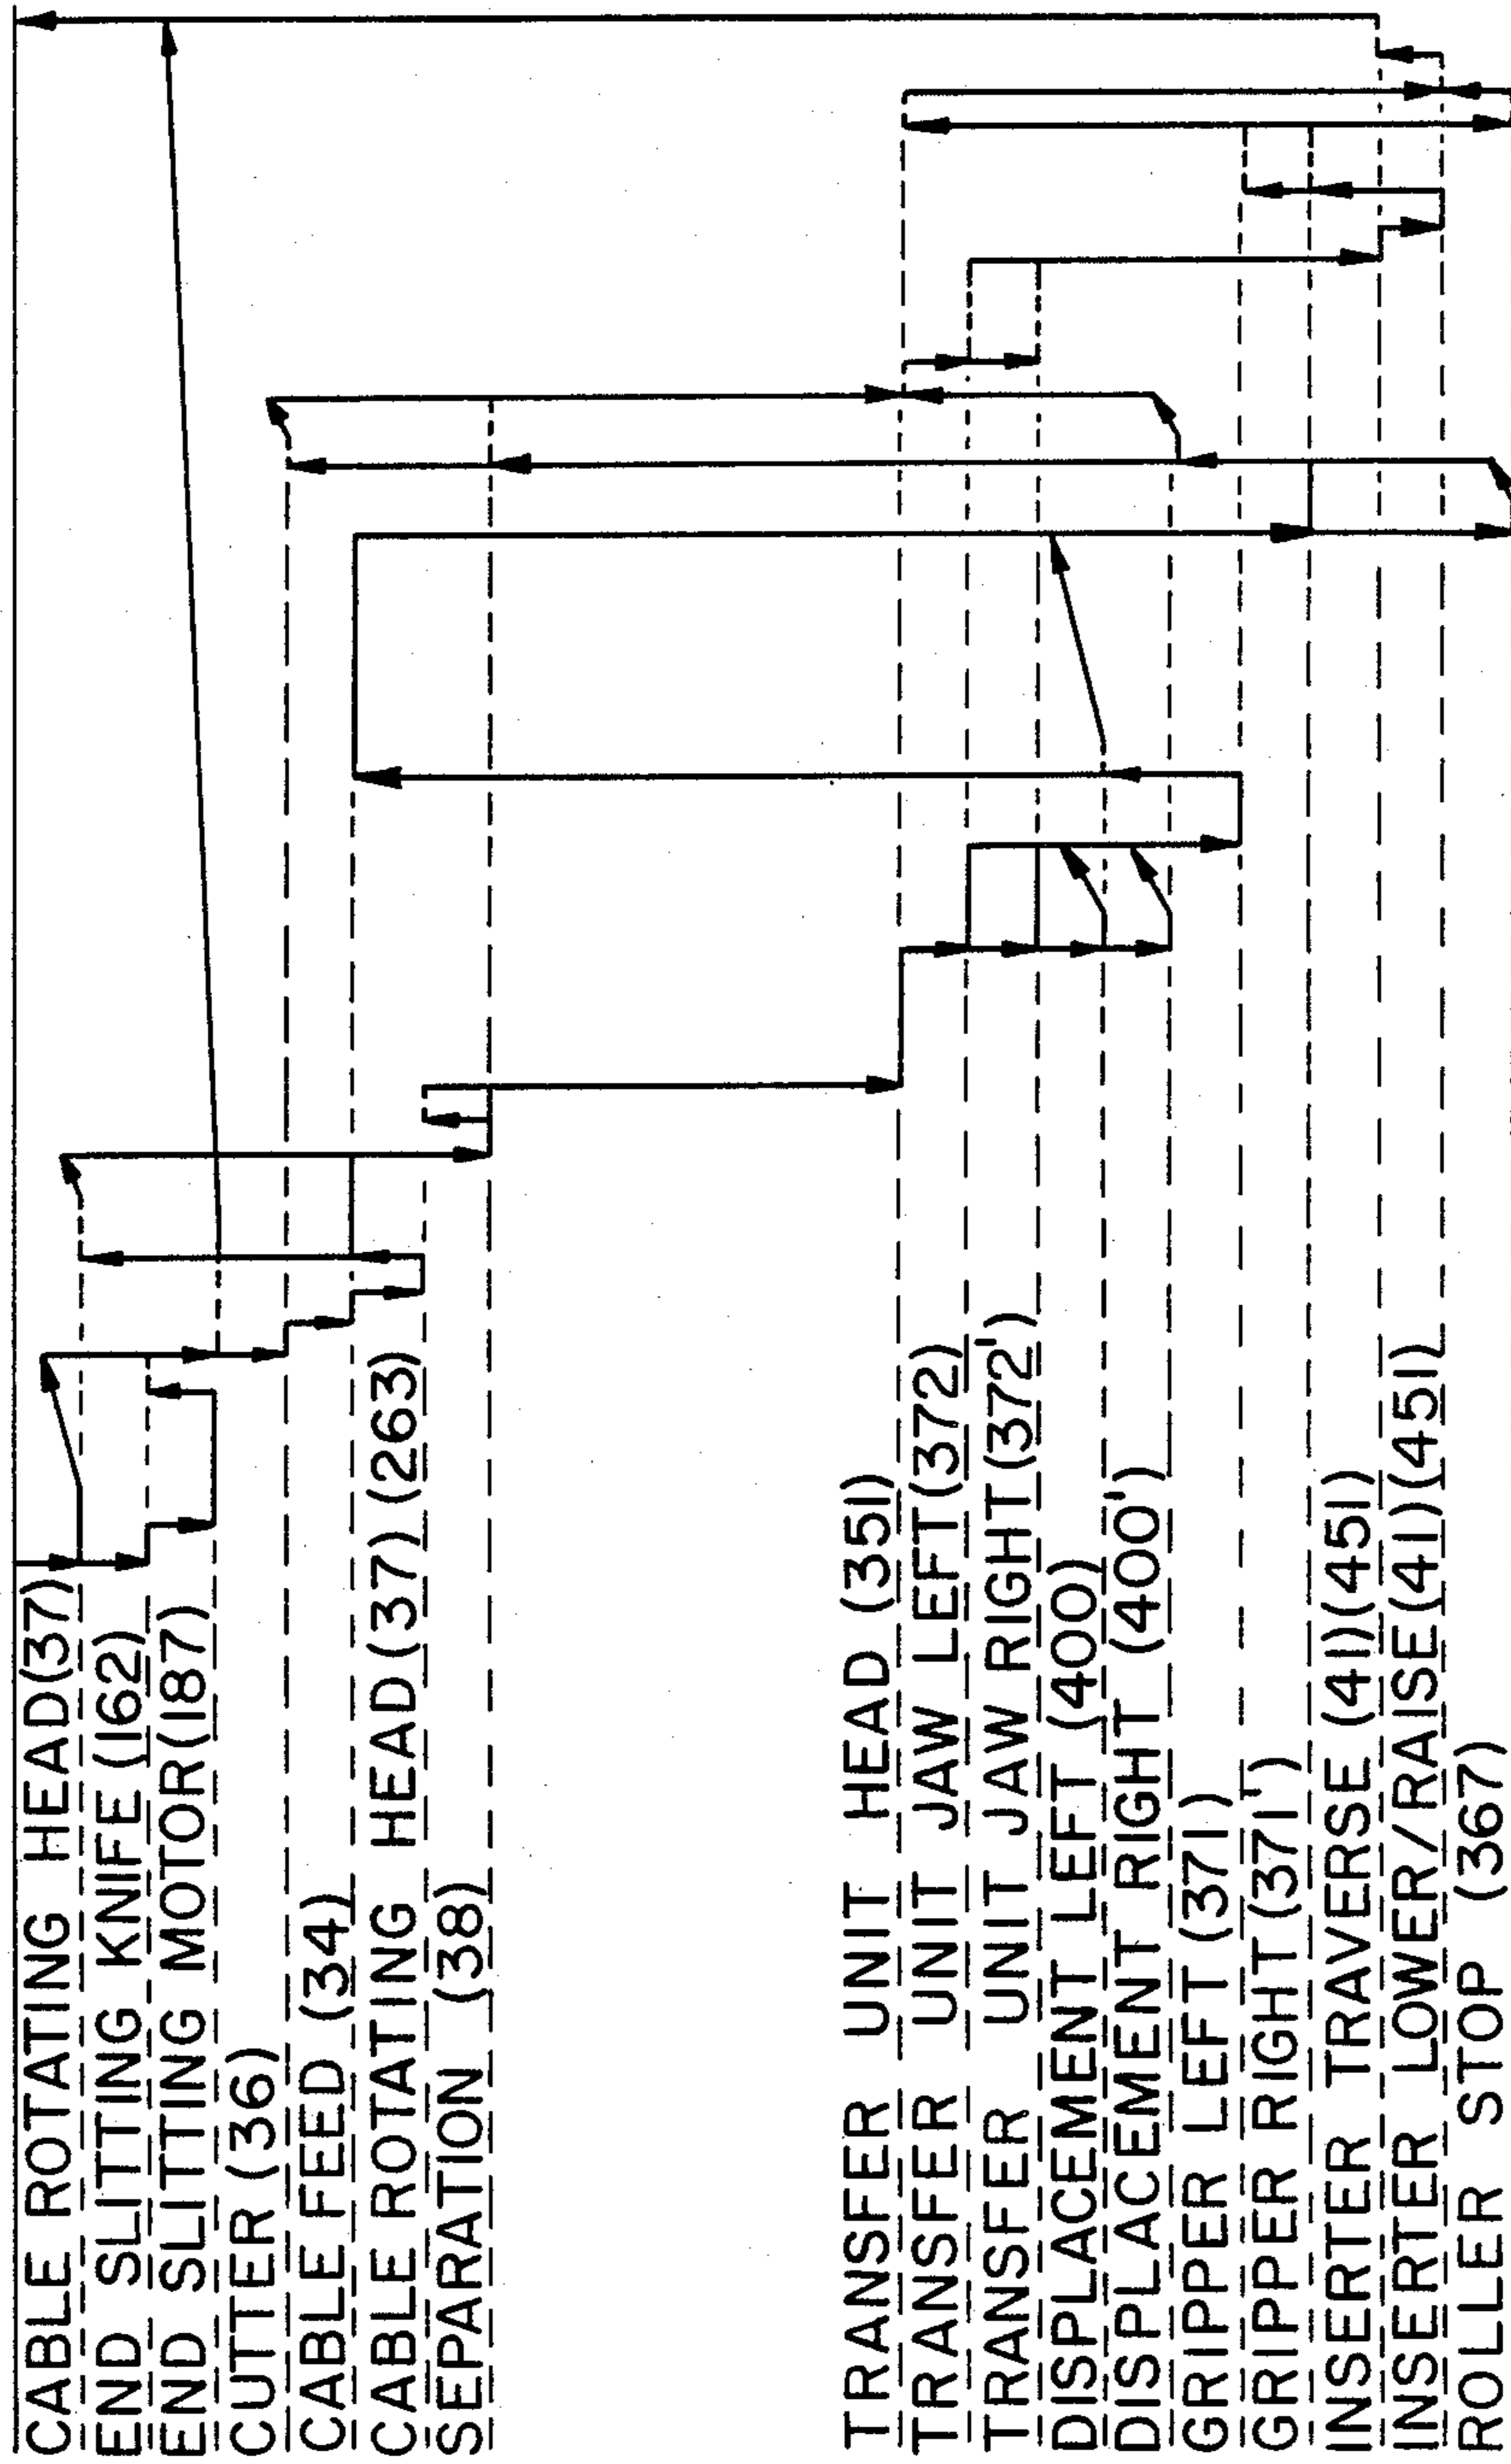 CABLE ROTATING HEAD(37)
END SLITTING KNIFE (162)
END SLITTING MOTOR(187)
CUTTER (36)
CABLE FEED (34)
CABLE ROTATING HEAD(37) (263)
SEPARATION (38)
TRANSFER UNIT HEAD (351)
TRANSFER UNIT JAW LEFT(372)
TRANSFER UNIT JAW RIGHT(372')
DISPLACEMENT LEFT (400)
DISPLACEMENT RIGHT (400')
GRIPPER LEFT (371)
GRIPPER RIGHT(371')
INSERTER TRAVERSE (41)(451)
INSERTER LOWER/RAISE(41)(451)
ROLLER STOP (367)